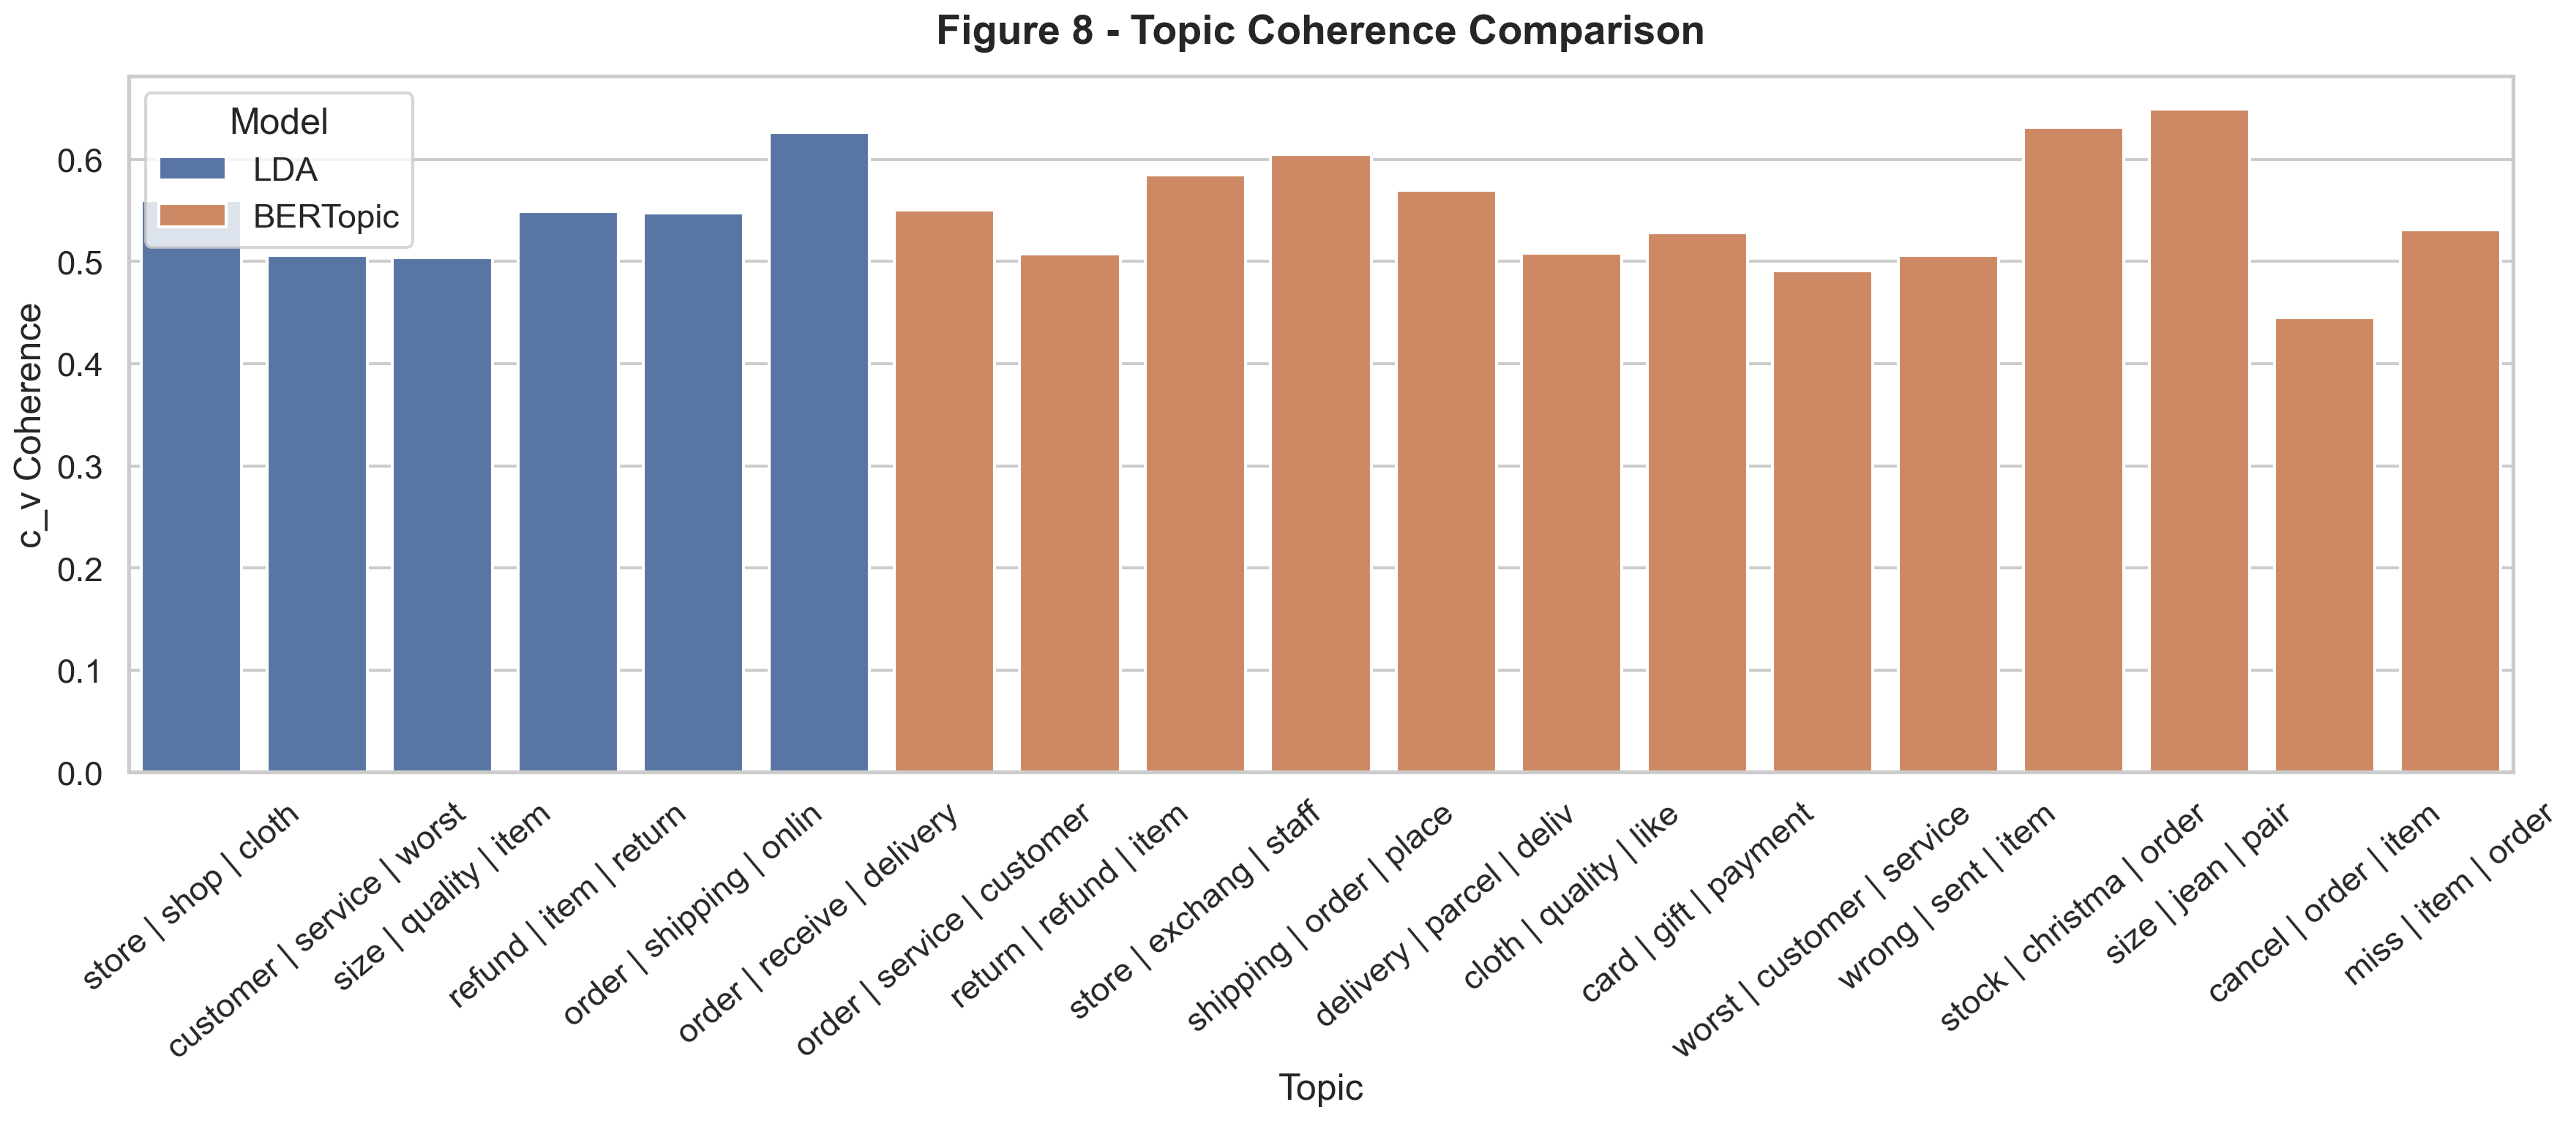 Figure 8 - Topic Coherence Comparison
Model
LDA
BERTopic
c_v Coherence
0.6
0.5
0.4
0.3
0.2
0.1
0.0
store | shop | cloth
customer | service | worst
size | quality | item
refund | item | return
order | shipping | onlin
order | receive | delivery
order | service | customer
return | refund | item
store | exchang | staff
shipping | order | place
delivery | parcel | deliv
cloth | quality | like
card | gift | payment
worst | customer | service
wrong | sent | item
stock | christma | order
size | jean | pair
cancel | order | item
miss | item | order
Topic